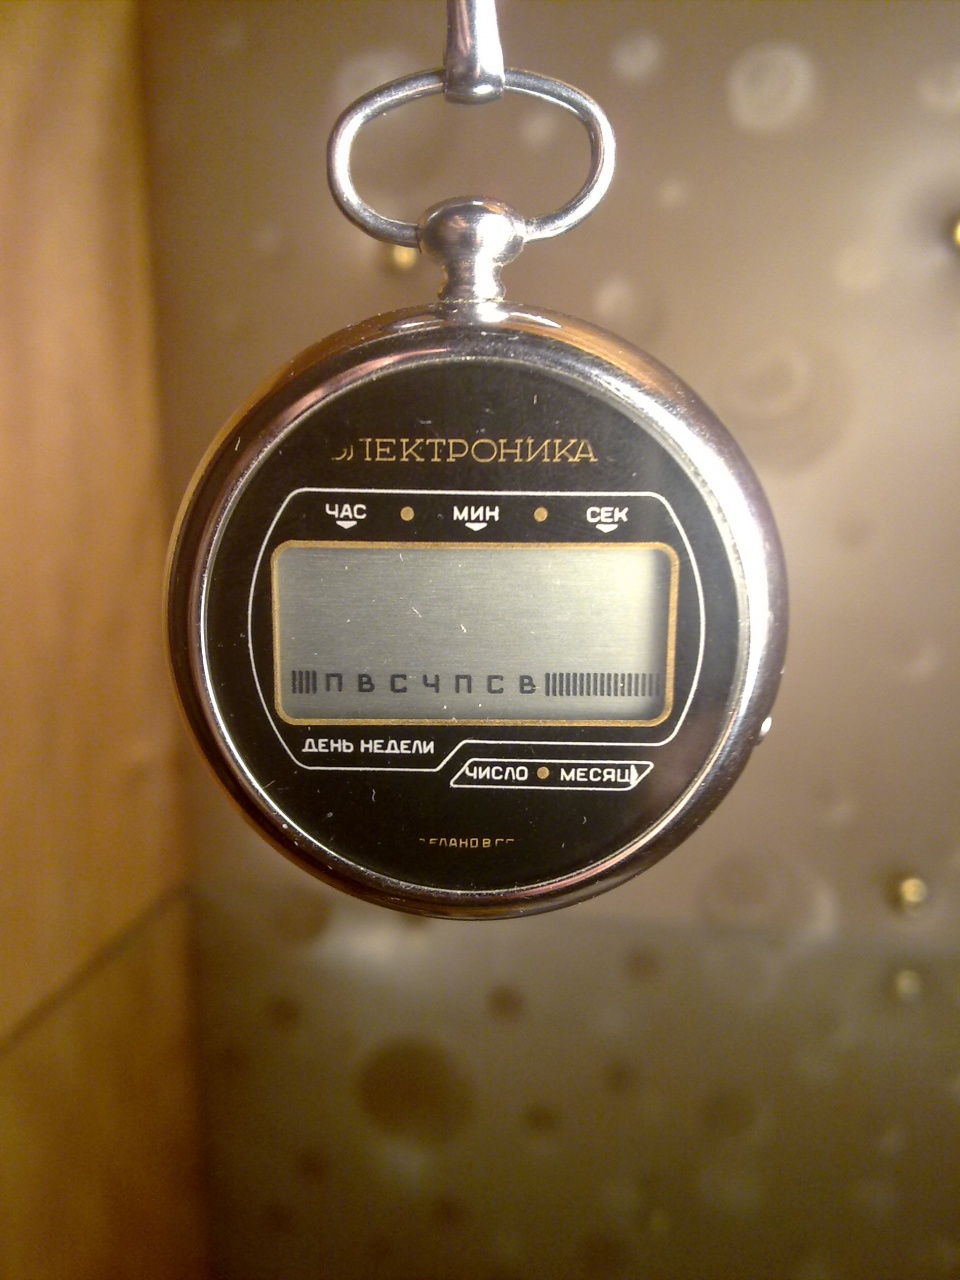 ЭЛЕКТРОНИКА
ЧАС МИН СЕК
П В С Ч П С В
ДЕНЬ НЕДЕЛИ
ЧИСЛО • МЕСЯЦ